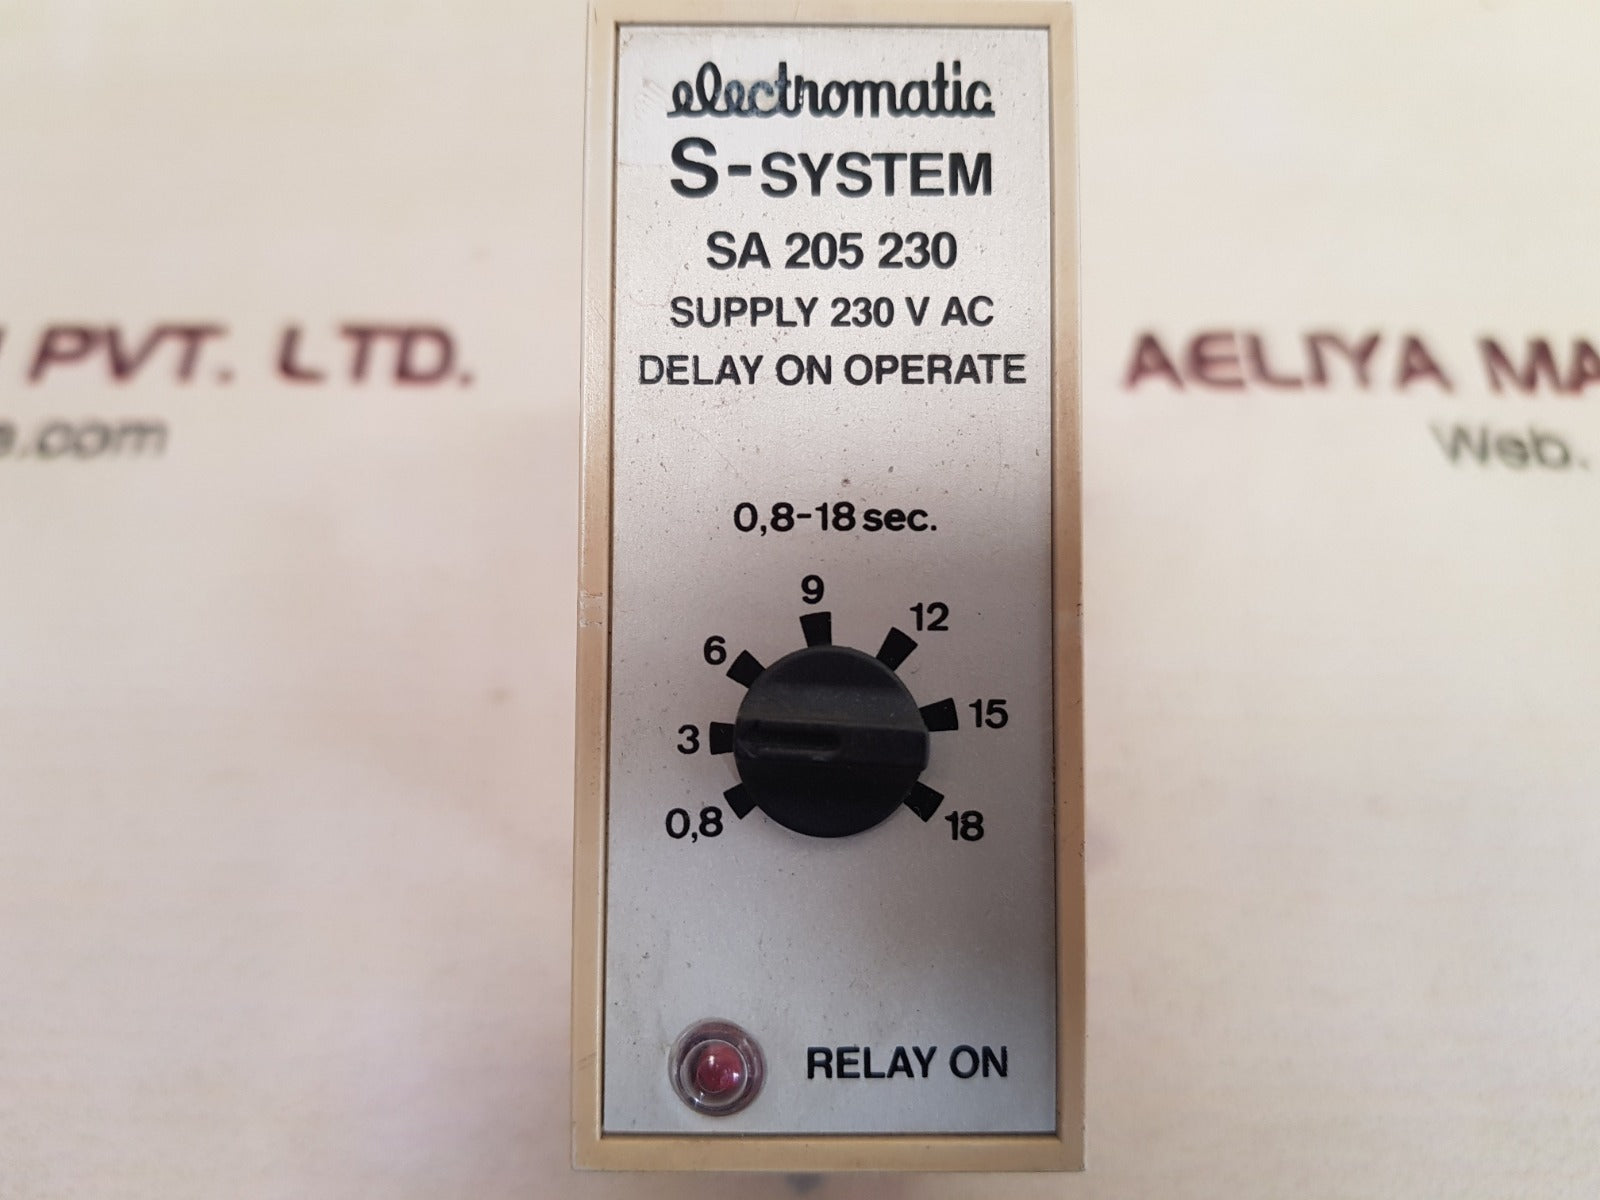 electromatic
S-SYSTEM
SA 205 230
SUPPLY 230 V AC
DELAY ON OPERATE
PVT. LTD.
.com
AELIYA MA
Web.
0,8-18 sec.
9
12
6
15
3
0,8
18
RELAY ON